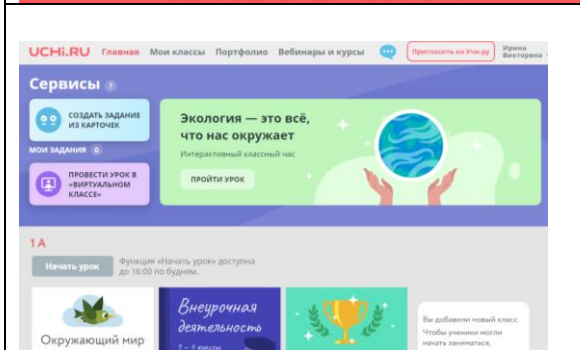 UCHi.RU Главная Мои классы Портфолио Вебинары и курсы Пригласить на Учи.ру Ирина
Викторовна
Сервисы ?
СОЗДАТЬ ЗАДАНИЕ
ИЗ КАРТОЧЕК
МОИ ЗАДАНИЯ 0
ПРОВЕСТИ УРОК В
«ВИРТУАЛЬНОМ
КЛАССЕ»
Экология — это всё,
что нас окружает
Интерактивный классный час
ПРОЙТИ УРОК
1 А
Начать урок
Функция «Начать урок» доступна
до 16:00 по будням.
Окружающий мир
Внеурочная
деятельность
1 – 4 классы
Вы добавили новый класс.
Чтобы ученики могли
начать заниматься,